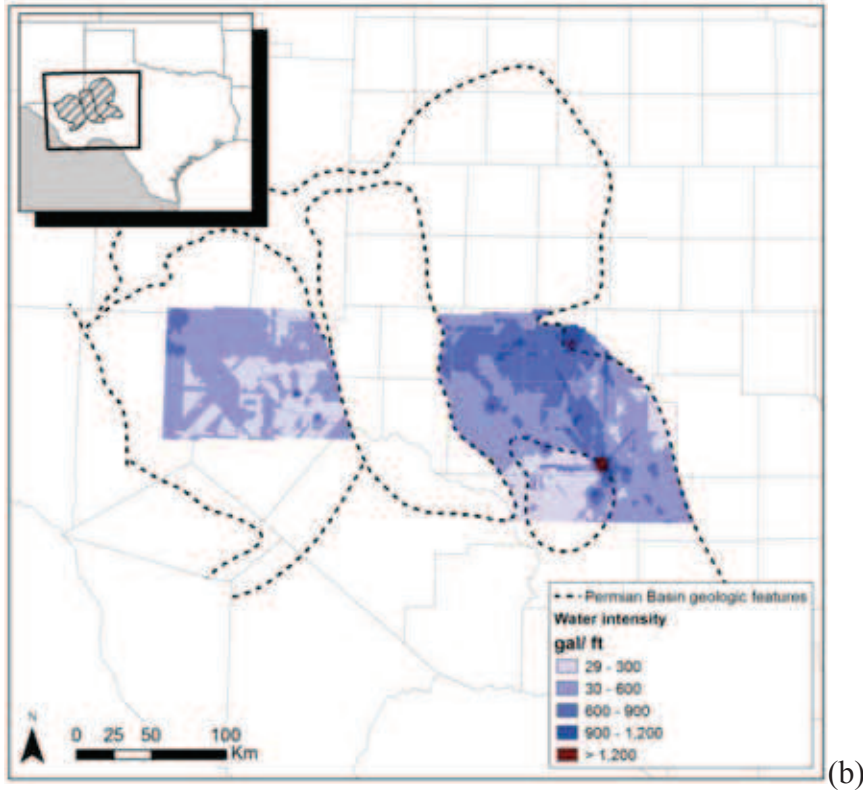 Permian Basin geologic features
Water intensity
gal/ ft
29 - 300
30 - 600
600 - 900
900 - 1,200
> 1,200
N
0 25 50 100
Km
(b)